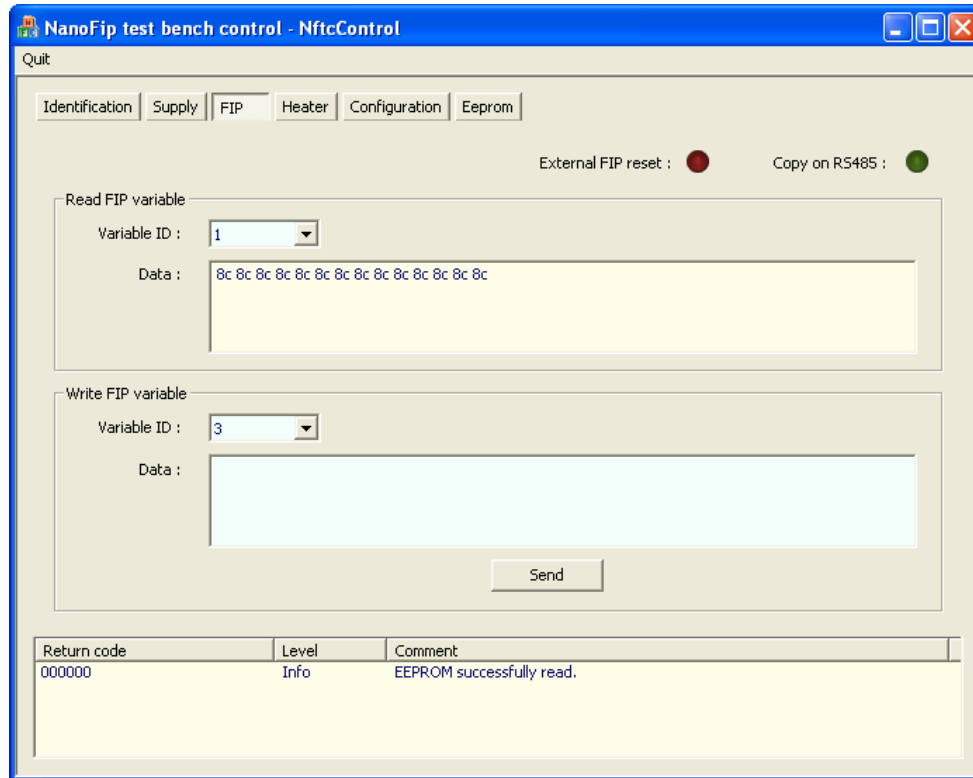 NanoFip test bench control - NftcControl
Quit
Identification Supply FIP Heater Configuration Eeprom
External FIP reset : Copy on RS485 :
Read FIP variable
Variable ID : 1
Data : 8c 8c 8c 8c 8c 8c 8c 8c 8c 8c 8c 8c 8c 8c
Write FIP variable
Variable ID : 3
Data :
Send
Return code Level Comment
000000 Info EEPROM successfully read.